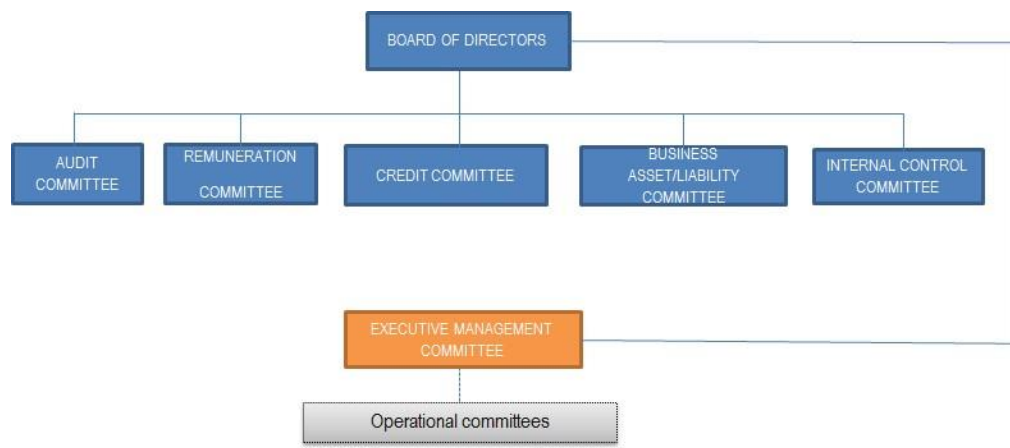 BOARD OF DIRECTORS
AUDIT
COMMITTEE
REMUNERATION
COMMITTEE
CREDIT COMMITTEE
BUSINESS
ASSET/LIABILITY
COMMITTEE
INTERNAL CONTROL
COMMITTEE
EXECUTIVE MANAGEMENT
COMMITTEE
Operational committees